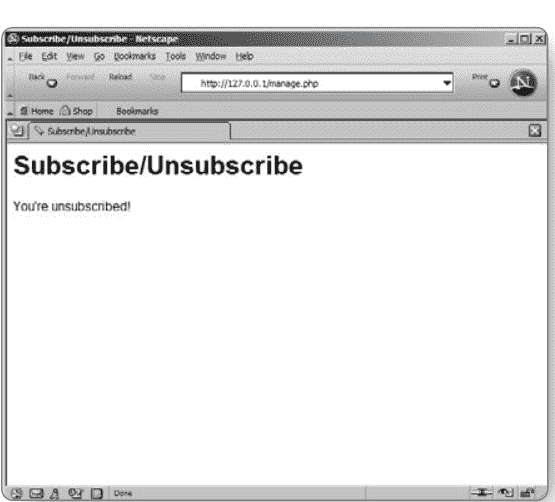 Subscribe/Unsubscribe - Netscape
File Edit View Go Bookmarks Tools Window Help
Back Forward Reload Stop http://127.0.0.1/manage.php Print N
Home Shop Bookmarks
Subscribe/Unsubscribe
Subscribe/Unsubscribe
You're unsubscribed!
Done